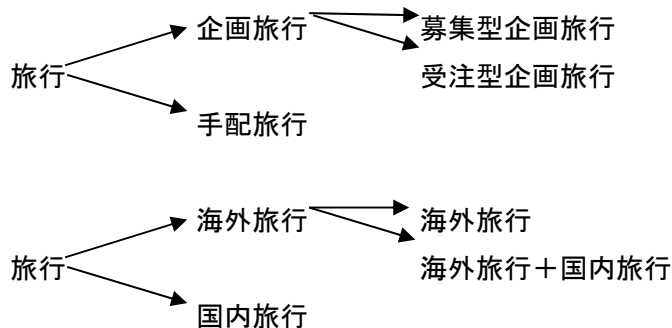 企画旅行 募集型企画旅行
旅行 受注型企画旅行
手配旅行
海外旅行 海外旅行
旅行 海外旅行＋国内旅行
国内旅行